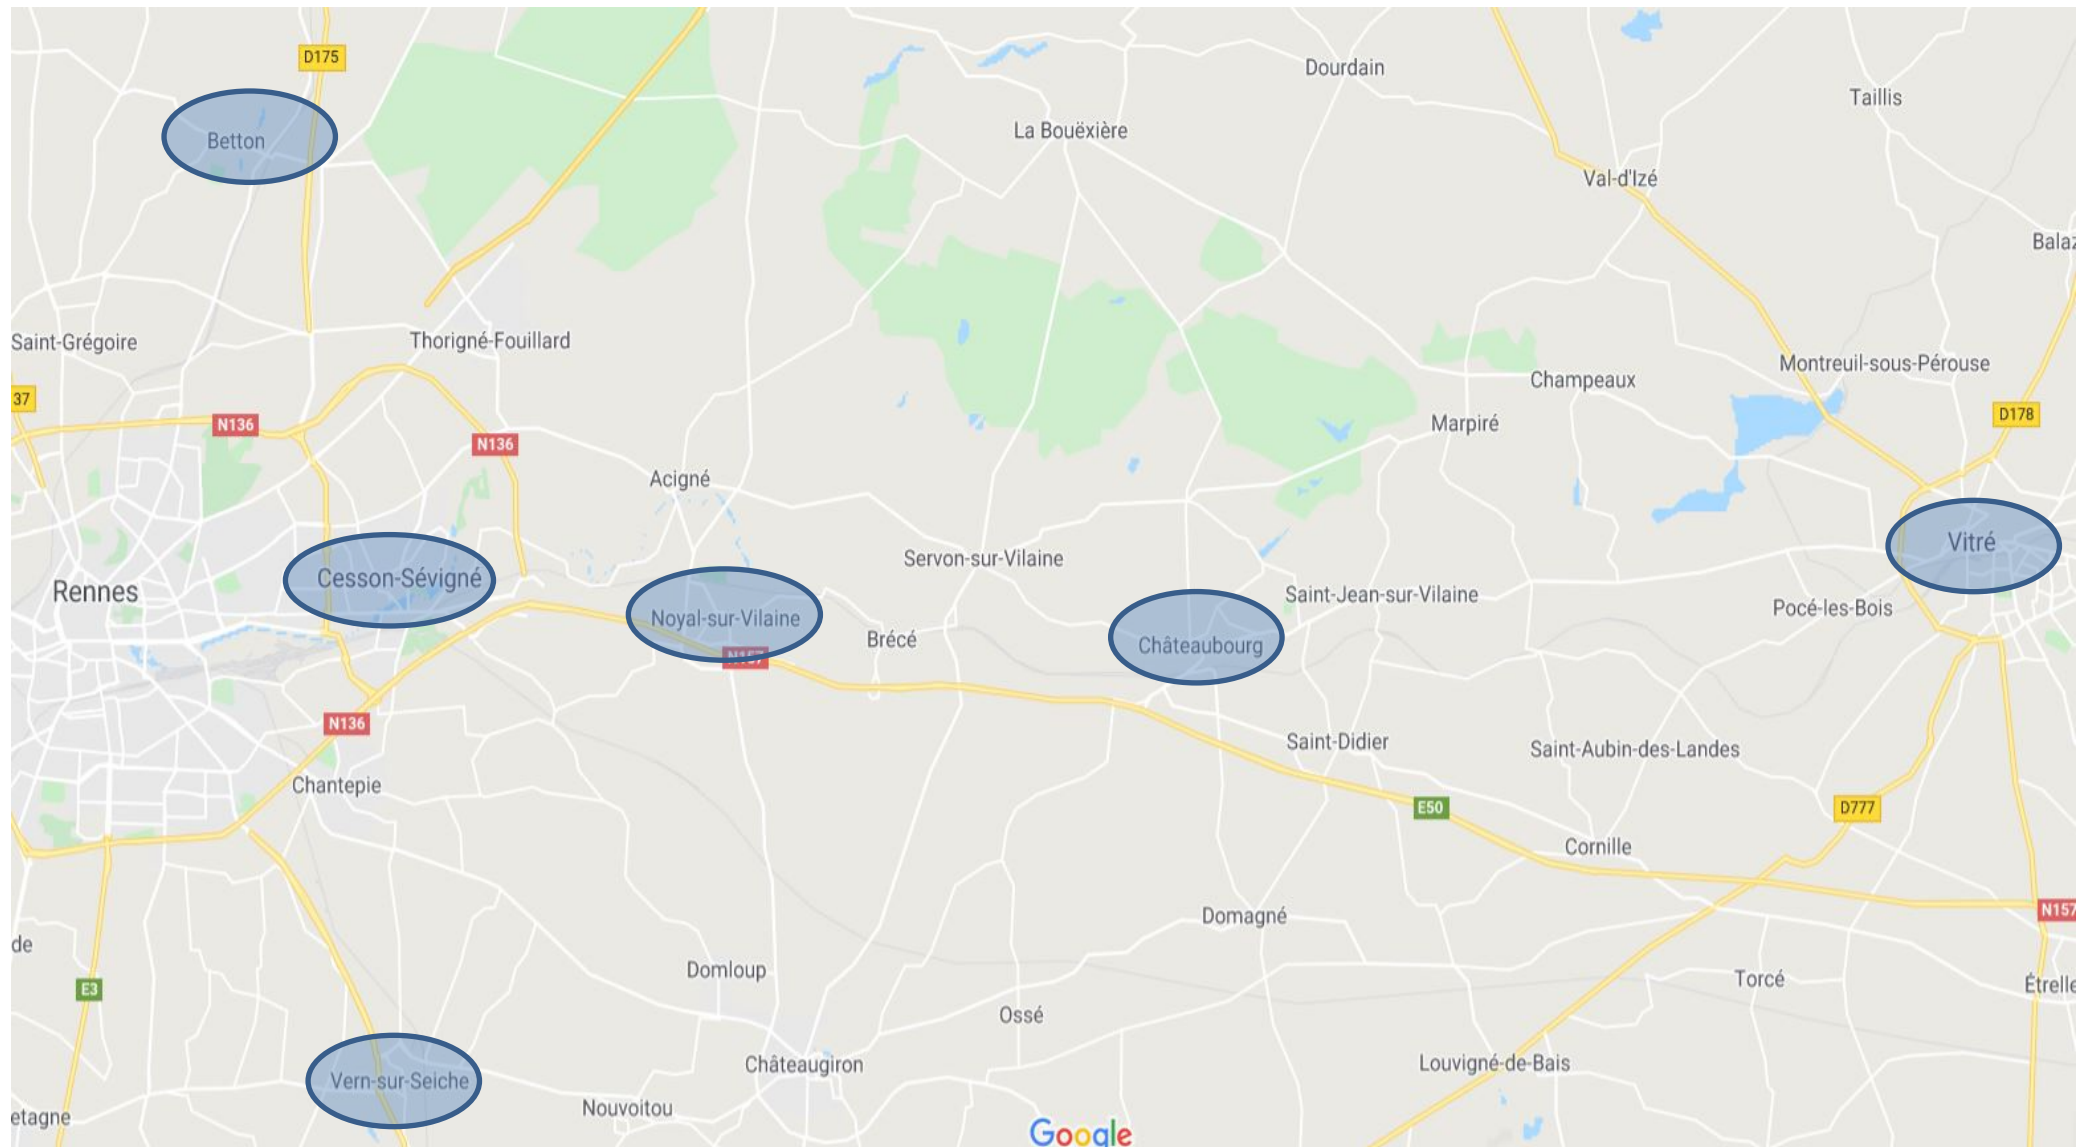 D175
Dourdain
Taillis
Betton
La Bouëxière
Val-d'Izé
Balaz
Saint-Grégoire
Thorigné-Fouillard
Montreuil-sous-Pérouse
Champeaux
37
D178
N136
Marpiré
N136
Acigné
Vitré
Servon-sur-Vilaine
Cesson-Sévigné
Rennes
Saint-Jean-sur-Vilaine
Pocé-les-Bois
Noyal-sur-Vilaine
Brécé
Châteaubourg
N157
N136
Saint-Didier
Saint-Aubin-des-Landes
Chantepie
E50
D777
Cornille
N157
Domagné
de
Domloup
Torcé
Étrelle
E3
Ossé
Châteaugiron
Louvigné-de-Bais
Vern-sur-Seiche
Nouvoitou
etagne
Google